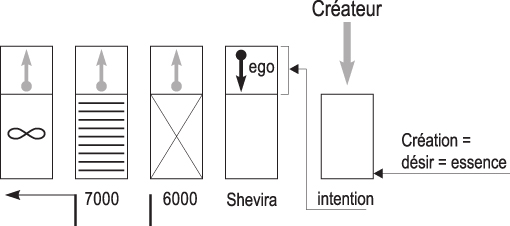 Créateur
ego
∞
Création =
désir = essence
7000
6000
Shevira
intention